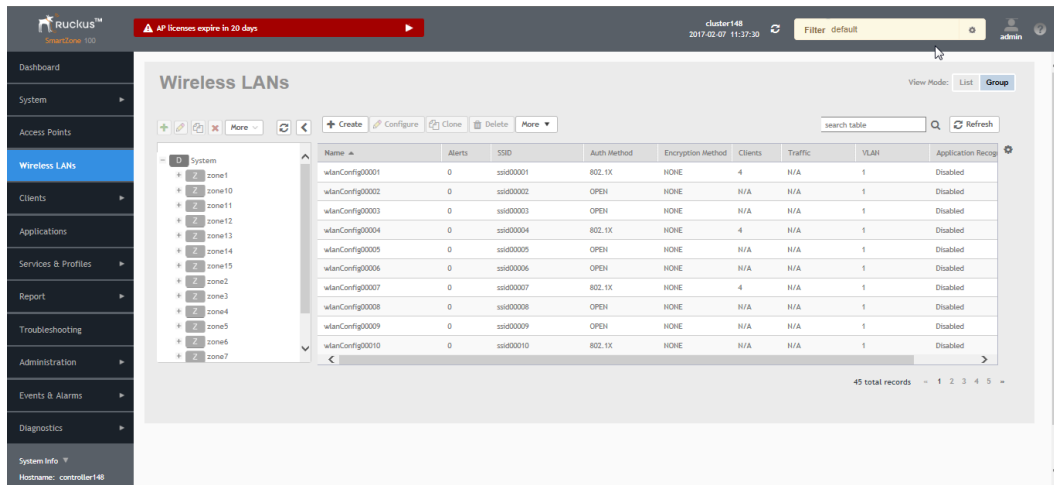 Ruckus™
SmartZone 100
AP licenses expire in 20 days
cluster148
2017-02-07 11:37:30
Filter default
admin
Dashboard
System
Access Points
Wireless LANs
Clients
Applications
Services & Profiles
Report
Troubleshooting
Administration
Events & Alarms
Diagnostics
System Info
Hostname: controller148
Wireless LANs
View Mode: List Group
More
Create Configure Clone Delete More
search table
Refresh
D System
Z zone1
Z zone10
Z zone11
Z zone12
Z zone13
Z zone14
Z zone15
Z zone2
Z zone3
Z zone4
Z zone5
Z zone6
Z zone7
Name Alerts SSID Auth Method Encryption Method Clients Traffic VLAN Application Recog
wlanConfig00001 0 ssid00001 802.1X NONE 4 N/A 1 Disabled
wlanConfig00002 0 ssid00002 OPEN NONE N/A N/A 1 Disabled
wlanConfig00003 0 ssid00003 OPEN NONE N/A N/A 1 Disabled
wlanConfig00004 0 ssid00004 802.1X NONE 4 N/A 1 Disabled
wlanConfig00005 0 ssid00005 OPEN NONE N/A N/A 1 Disabled
wlanConfig00006 0 ssid00006 OPEN NONE N/A N/A 1 Disabled
wlanConfig00007 0 ssid00007 802.1X NONE 4 N/A 1 Disabled
wlanConfig00008 0 ssid00008 OPEN NONE N/A N/A 1 Disabled
wlanConfig00009 0 ssid00009 OPEN NONE N/A N/A 1 Disabled
wlanConfig00010 0 ssid00010 802.1X NONE N/A N/A 1 Disabled
45 total records « 1 2 3 4 5 »